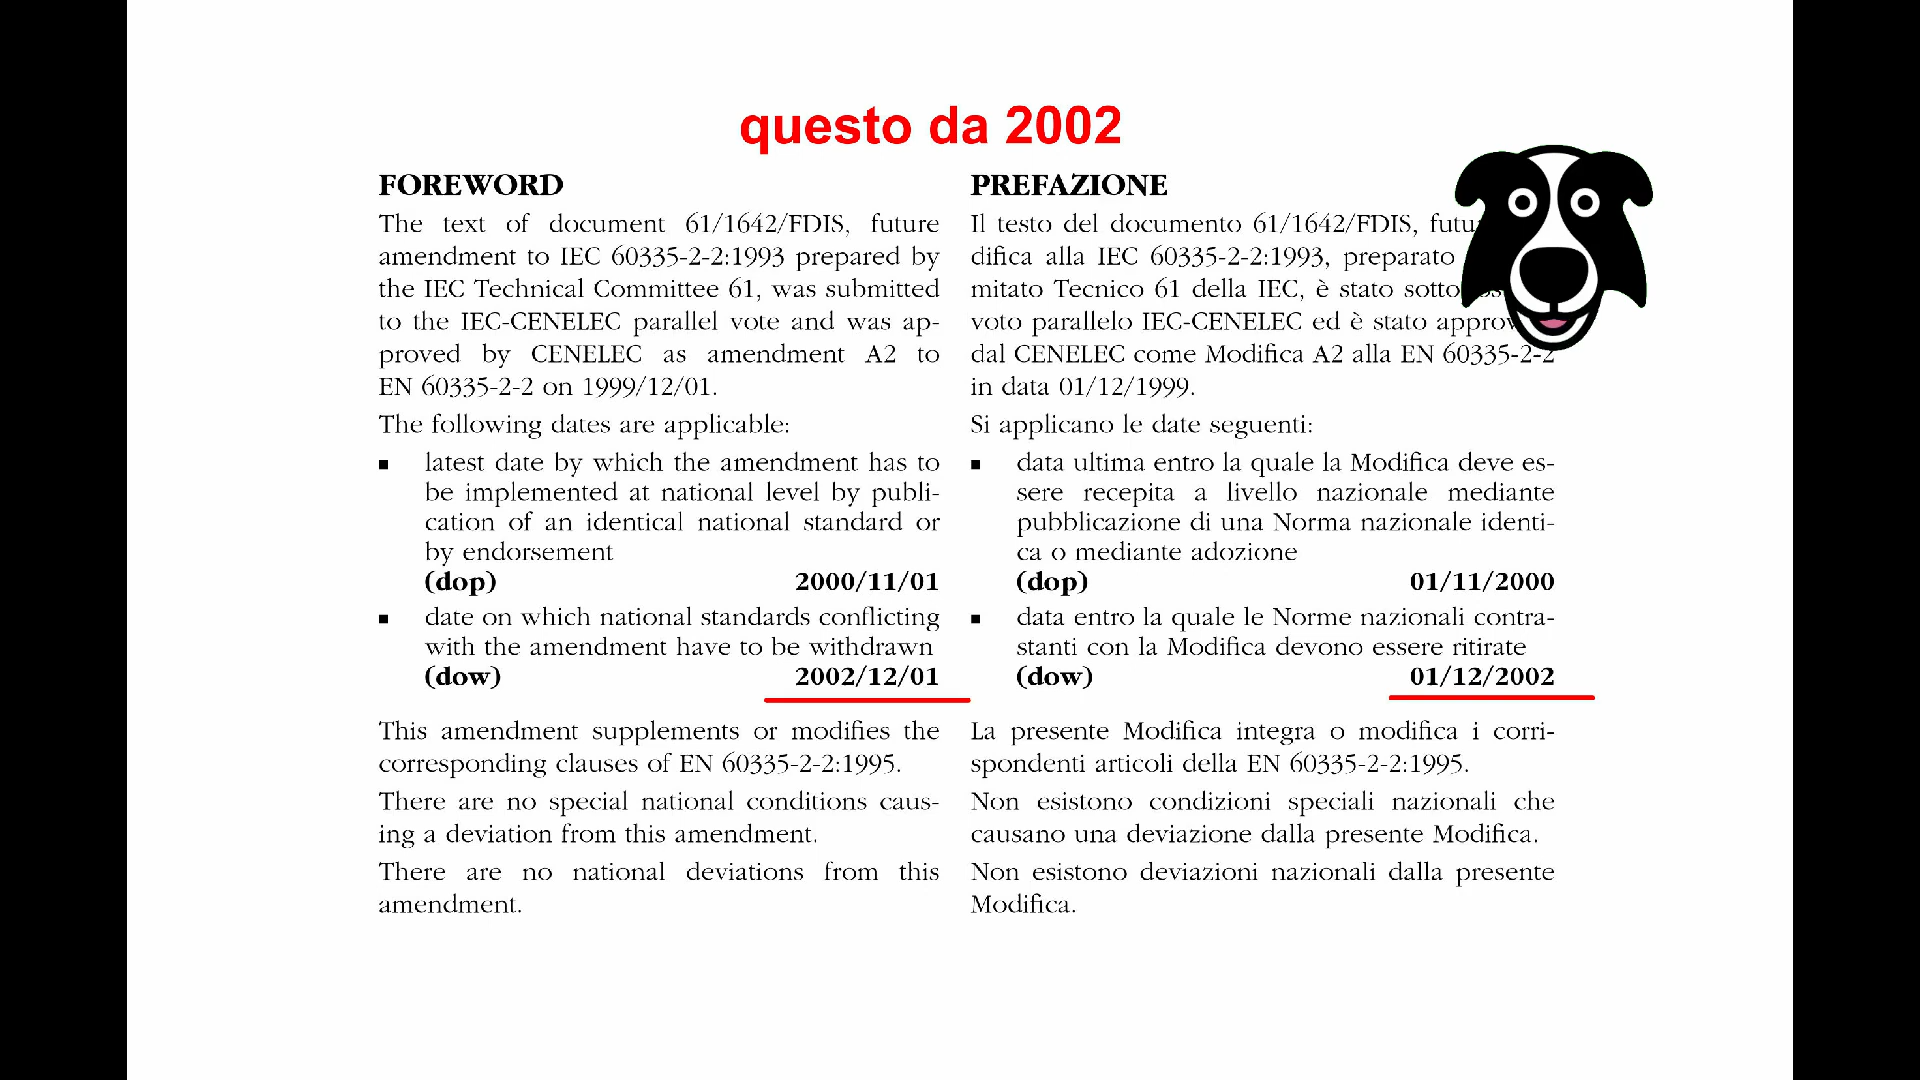 questo da 2002
FOREWORD
The text of document 61/1642/FDIS, future
amendment to IEC 60335-2-2:1993 prepared by
the IEC Technical Committee 61, was submitted
to the IEC-CENELEC parallel vote and was ap-
proved by CENELEC as amendment A2 to
EN 60335-2-2 on 1999/12/01.
The following dates are applicable:
■ latest date by which the amendment has to
be implemented at national level by publi-
cation of an identical national standard or
by endorsement
(dop) 2000/11/01
■ date on which national standards conflicting
with the amendment have to be withdrawn
(dow) 2002/12/01
This amendment supplements or modifies the
corresponding clauses of EN 60335-2-2:1995.
There are no special national conditions caus-
ing a deviation from this amendment.
There are no national deviations from this
amendment.
PREFAZIONE
Il testo del documento 61/1642/FDIS,
difica alla IEC 60335-2-2:1993, preparato
mitato Tecnico 61 della IEC, è stato
voto parallelo IEC-CENELEC ed è stato
dal CENELEC come Modifica A2 alla EN 60335-2-2
in data 01/12/1999.
Si applicano le date seguenti:
■ data ultima entro la quale la Modifica deve es-
sere recepita a livello nazionale mediante
pubblicazione di una Norma nazionale identi-
ca o mediante adozione
(dop) 01/11/2000
■ data entro la quale le Norme nazionali contra-
stanti con la Modifica devono essere ritirate
(dow) 01/12/2002
La presente Modifica integra o modifica i corri-
spondenti articoli della EN 60335-2-2:1995.
Non esistono condizioni speciali nazionali che
causano una deviazione dalla presente Modifica.
Non esistono deviazioni nazionali dalla presente
Modifica.